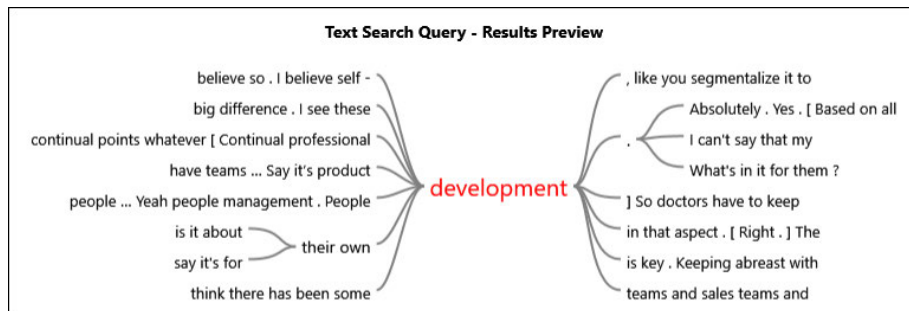 Text Search Query - Results Preview
believe so . I believe self -
big difference . I see these
continual points whatever [ Continual professional
have teams ... Say it's product
people ... Yeah people management . People
is it about
say it's for
their own
think there has been some
development
, like you segmentalize it to
.
Absolutely . Yes . [ Based on all
I can't say that my
What's in it for them ?
] So doctors have to keep
in that aspect . [ Right . ] The
is key . Keeping abreast with
teams and sales teams and